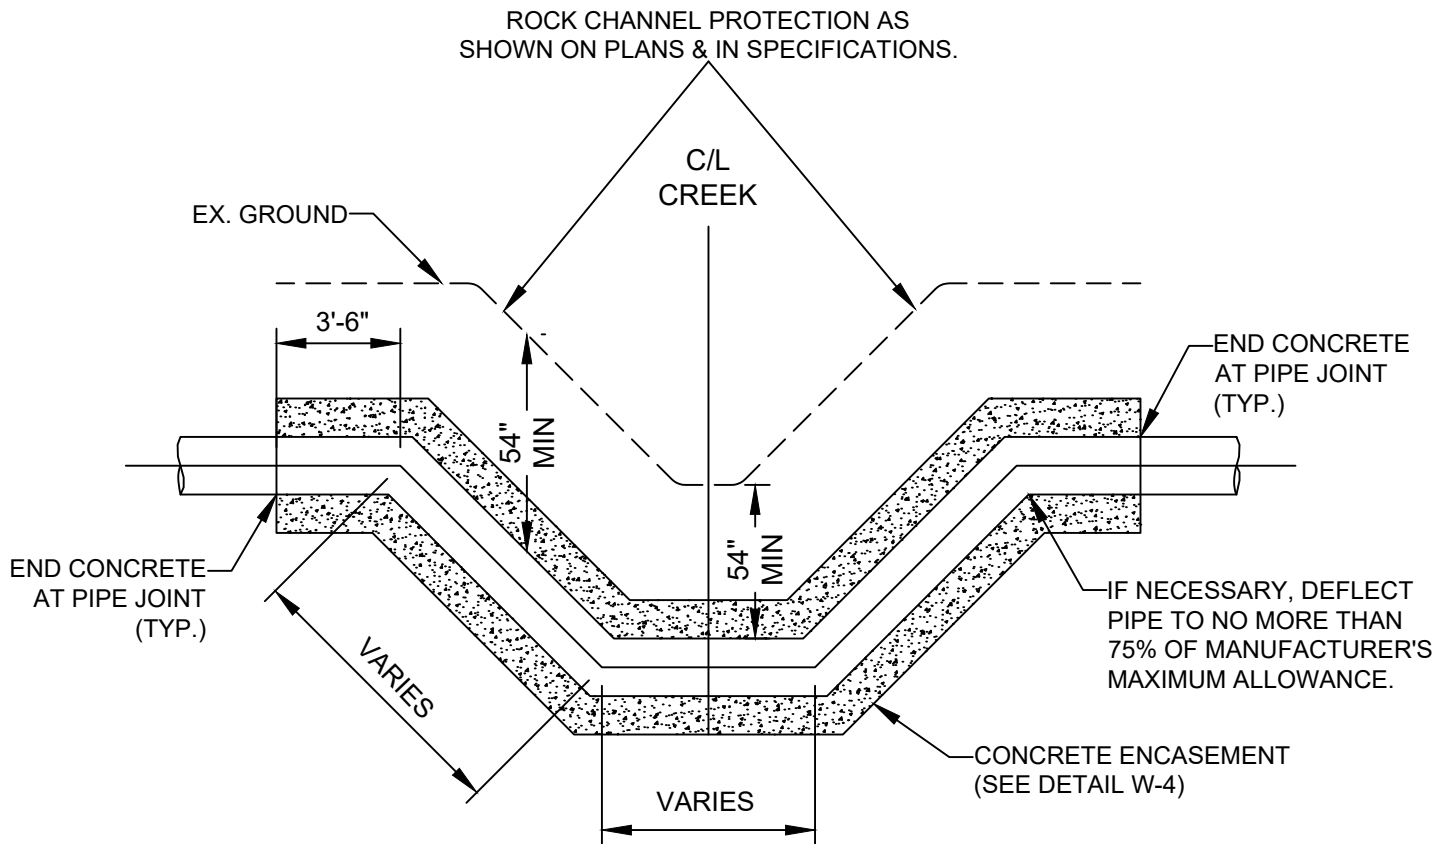 ROCK CHANNEL PROTECTION AS
SHOWN ON PLANS & IN SPECIFICATIONS.
C/L
CREEK
EX. GROUND
3'-6"
54"
MIN
END CONCRETE
AT PIPE JOINT
(TYP.)
54"
MIN
END CONCRETE
AT PIPE JOINT
(TYP.)
IF NECESSARY, DEFLECT
PIPE TO NO MORE THAN
75% OF MANUFACTURER'S
MAXIMUM ALLOWANCE.
VARIES
CONCRETE ENCASEMENT
(SEE DETAIL W-4)
VARIES